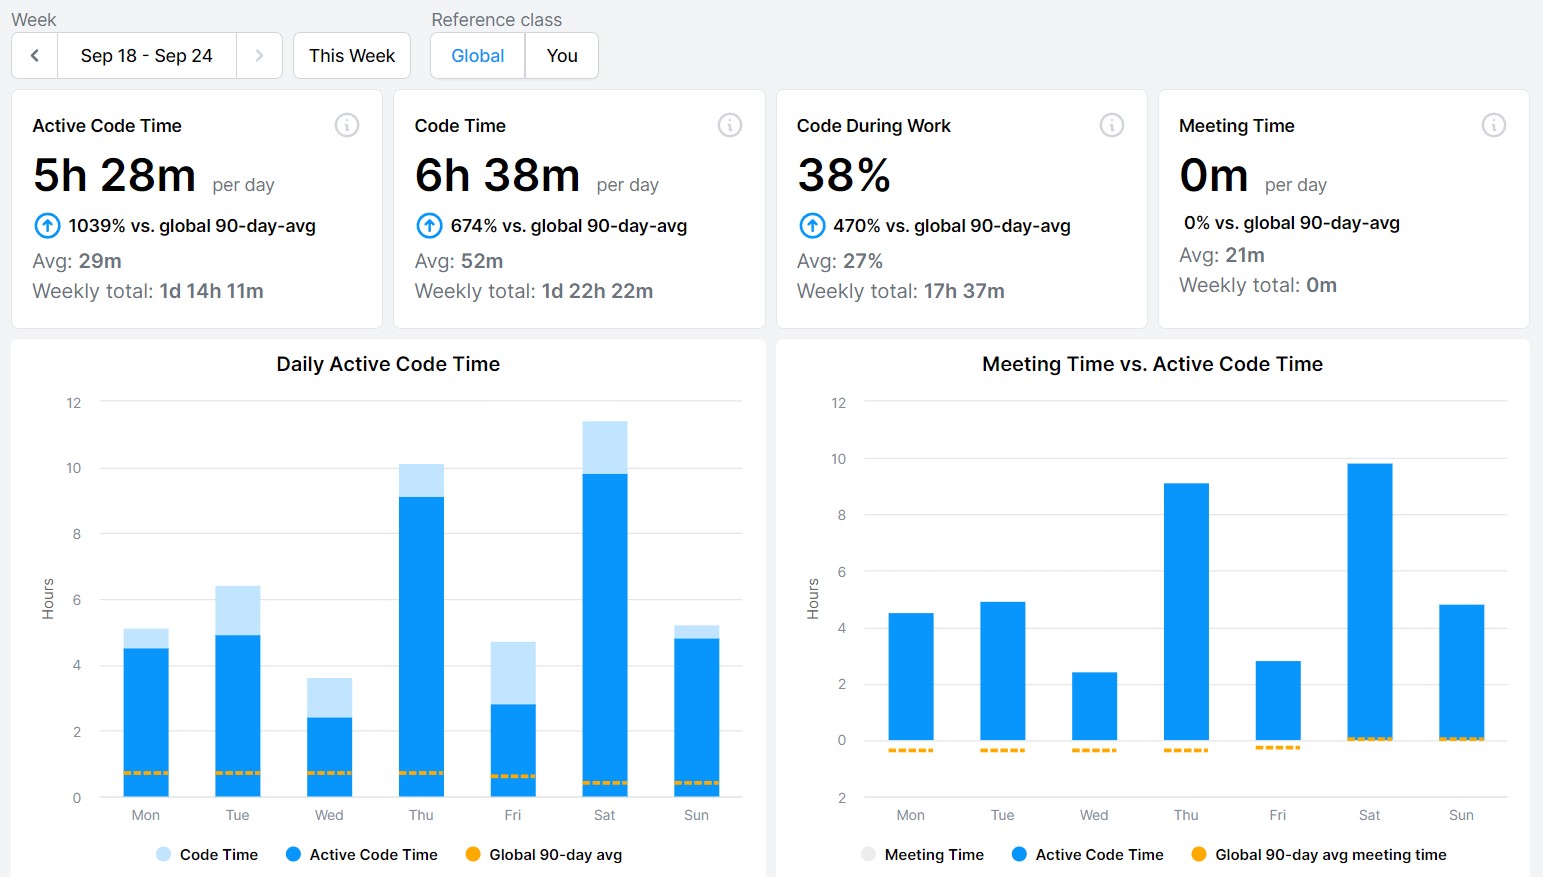 Week
Reference class
Sep 18 - Sep 24
This Week
Global
You
Active Code Time
5h 28m per day
1039% vs. global 90-day-avg
Avg: 29m
Weekly total: 1d 14h 11m
Code Time
6h 38m per day
674% vs. global 90-day-avg
Avg: 52m
Weekly total: 1d 22h 22m
Code During Work
38%
470% vs. global 90-day-avg
Avg: 27%
Weekly total: 17h 37m
Meeting Time
0m per day
0% vs. global 90-day-avg
Avg: 21m
Weekly total: 0m
Daily Active Code Time
12
10
8
6
4
2
0
Hours
Mon Tue Wed Thu Fri Sat Sun
Code Time Active Code Time Global 90-day avg
Meeting Time vs. Active Code Time
12
10
8
6
4
2
0
2
Hours
Mon Tue Wed Thu Fri Sat Sun
Meeting Time Active Code Time Global 90-day avg meeting time